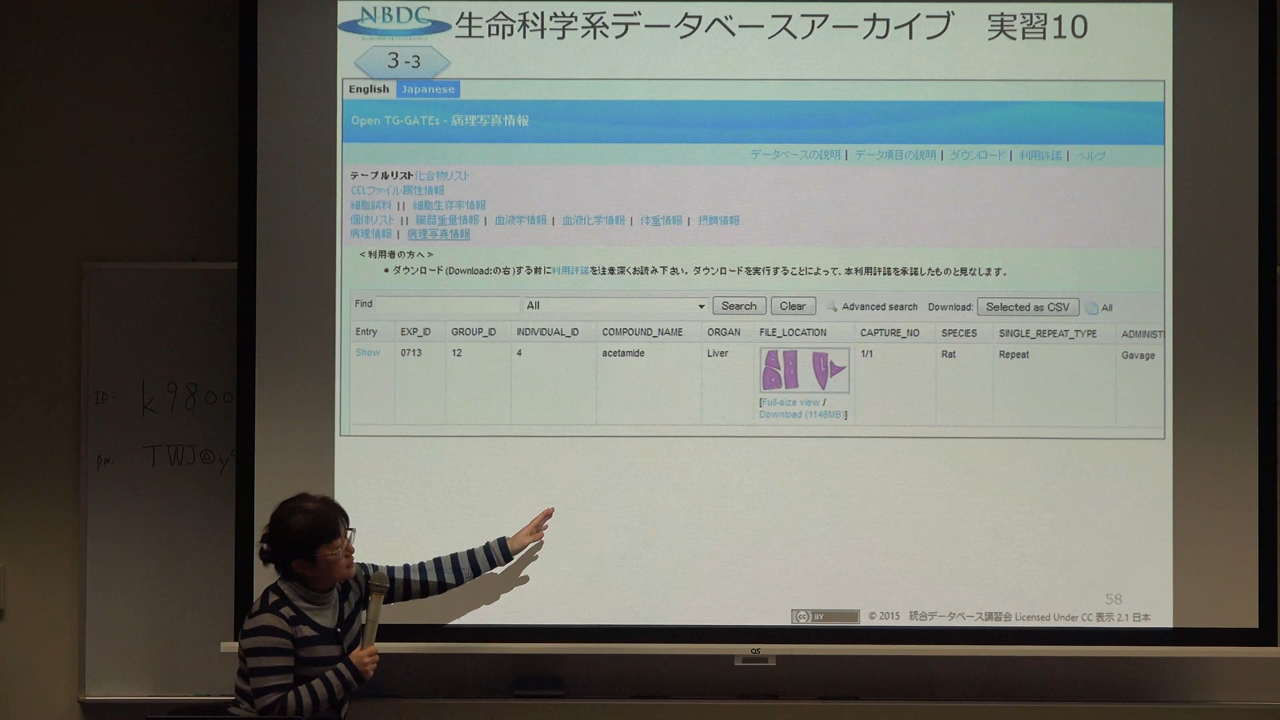 NBDC
生命科学系データベースアーカイブ 実習10
3-3
English Japanese
Open TG-GATEs - 病理写真情報
データベースの説明 | データ項目の説明 | ダウンロード | 利用許諾 | ヘルプ
テーブルリスト化合物リスト
CELファイル属性情報
細胞試料 || 細胞生存率情報
個体リスト || 臓器重量情報 | 血液学情報 | 血液化学情報 | 体重情報 | 摂餌情報
病理情報 | 病理写真情報
<利用者の方へ>
• ダウンロード(Download:の右)する前に利用許諾を注意深くお読み下さい。ダウンロードを実行することによって、本利用許諾を承諾したものと見なします。
Find All Search Clear Advanced search Download: Selected as CSV All
Entry EXP_ID GROUP_ID INDIVIDUAL_ID COMPOUND_NAME ORGAN FILE_LOCATION CAPTURE_NO SPECIES SINGLE_REPEAT_TYPE ADMINIST
Show 0713 12 4 acetamide Liver 1/1 Rat Repeat Gavage
[Full-size view /
Download (1146MB)]
58
cc BY © 2015 統合データベース講習会 Licensed Under CC 表示 2.1 日本
OS
ID: k9800
pw: TWJ@y